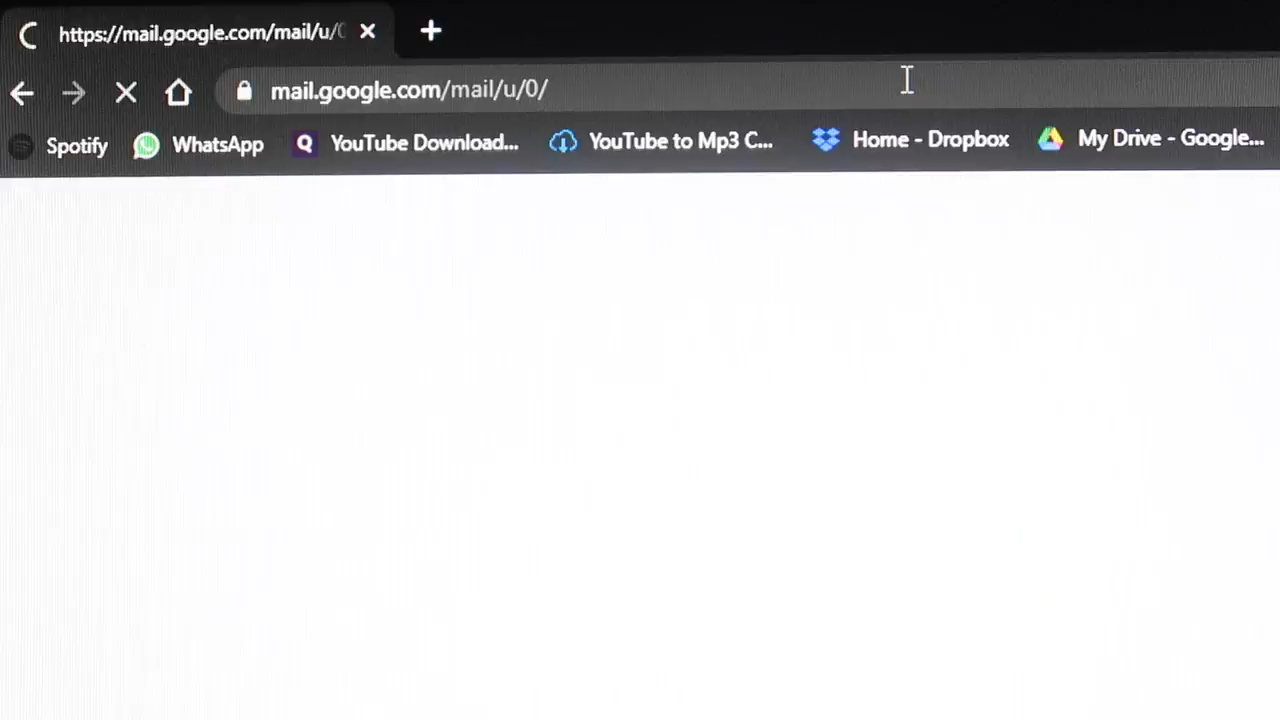 https://mail.google.com/mail/u/0
mail.google.com/mail/u/0/
Spotify WhatsApp Q YouTube Download... YouTube to Mp3 C... Home - Dropbox My Drive - Google...